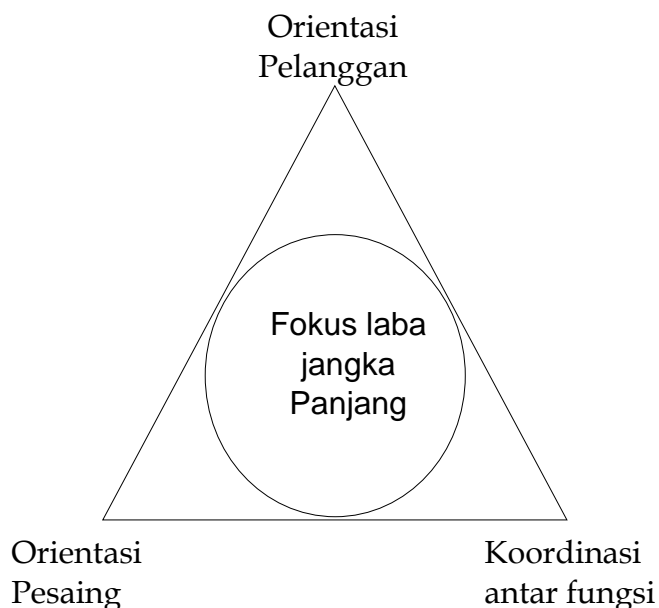 Orientasi
Pelanggan
Fokus laba
jangka
Panjang
Orientasi
Pesaing
Koordinasi
antar fungsi